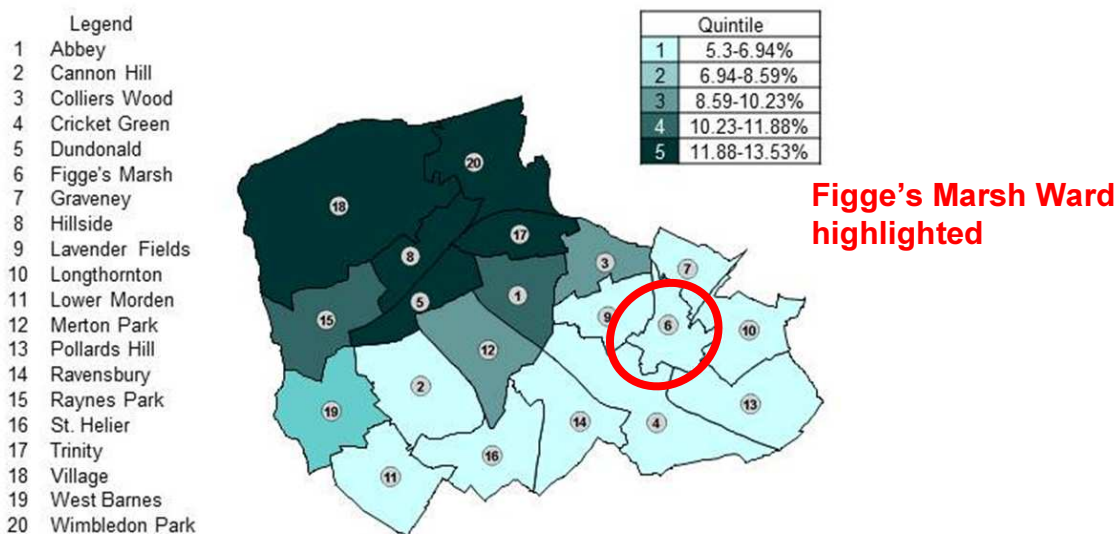 Legend
1 Abbey
2 Cannon Hill
3 Colliers Wood
4 Cricket Green
5 Dundonald
6 Figge's Marsh
7 Graveney
8 Hillside
9 Lavender Fields
10 Longthornton
11 Lower Morden
12 Merton Park
13 Pollards Hill
14 Ravensbury
15 Raynes Park
16 St. Helier
17 Trinity
18 Village
19 West Barnes
20 Wimbledon Park
Quintile
1 5.3-6.94%
2 6.94-8.59%
3 8.59-10.23%
4 10.23-11.88%
5 11.88-13.53%
Figge’s Marsh Ward
highlighted
20
18
17
8
3
7
5
1
15
9
6
10
12
2
19
13
14
4
16
11